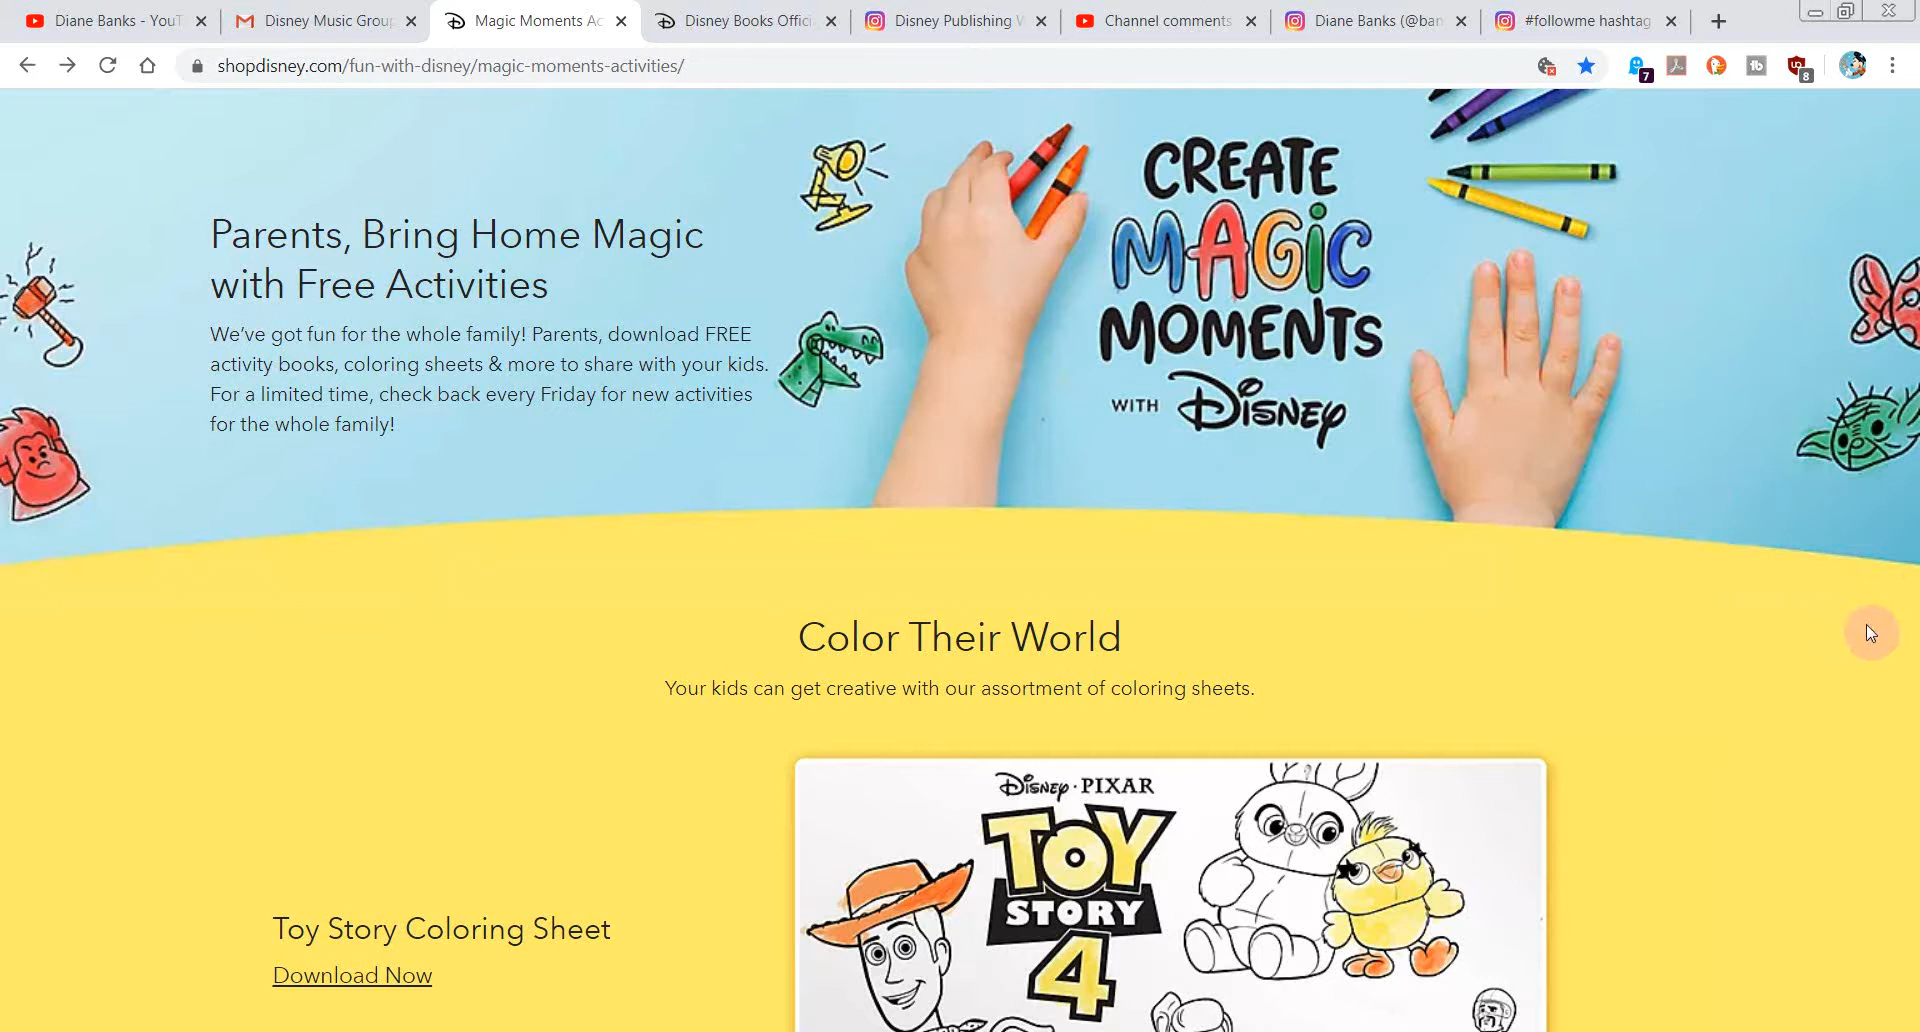 Diane Banks - YouT
Disney Music Group
Magic Moments Ac
Disney Books Offici
Disney Publishing W
Channel comments
Diane Banks (@ban
#followme hashtag
shopdisney.com/fun-with-disney/magic-moments-activities/
7
8
Parents, Bring Home Magic
with Free Activities
We've got fun for the whole family! Parents, download FREE
activity books, coloring sheets & more to share with your kids.
For a limited time, check back every Friday for new activities
for the whole family!
CREATE
MAGiC
MOMENTS
WITH Disney
Color Their World
Your kids can get creative with our assortment of coloring sheets.
Disney · PIXAR
TOY
STORY
4
Toy Story Coloring Sheet
Download Now